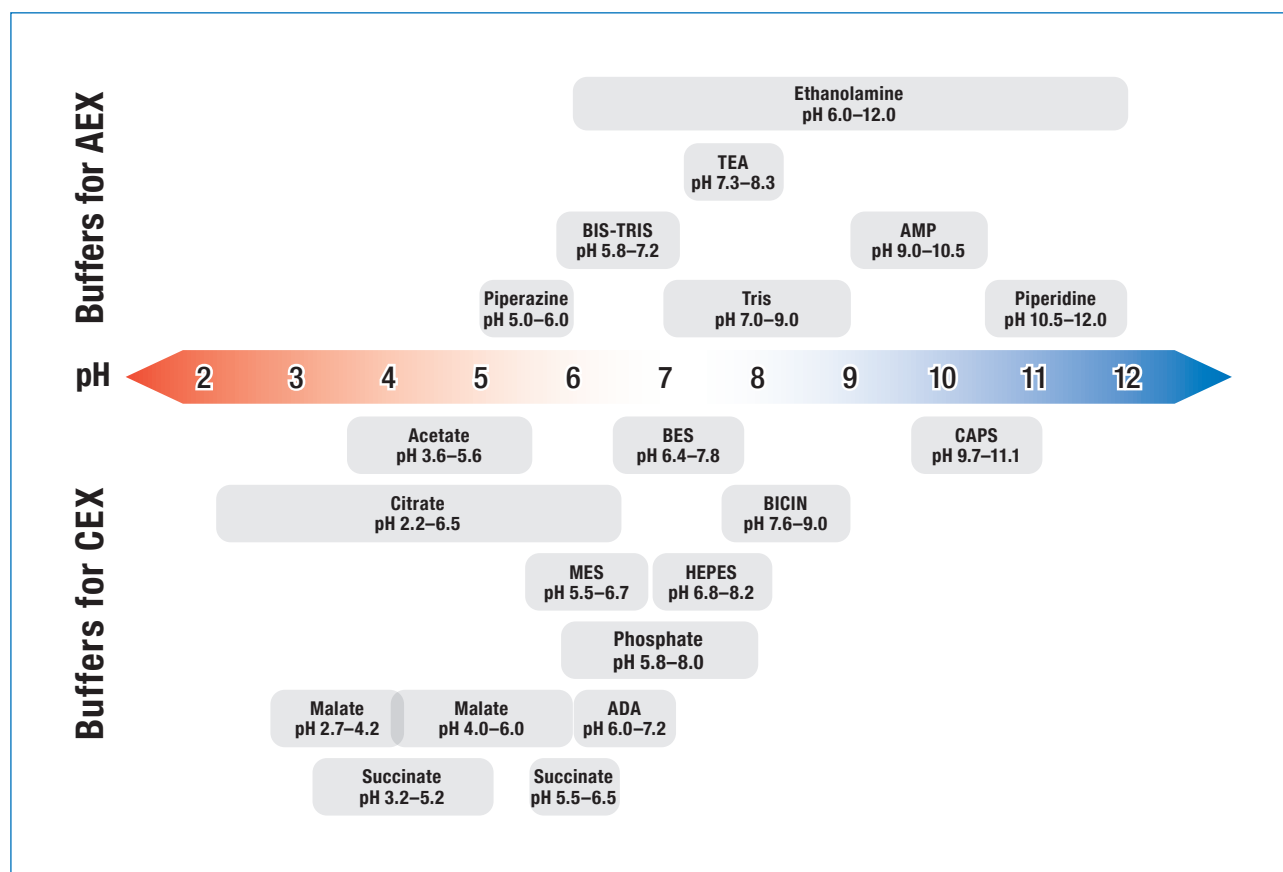 Buffers for AEX
Ethanolamine
pH 6.0–12.0
TEA
pH 7.3–8.3
BIS-TRIS
pH 5.8–7.2
AMP
pH 9.0–10.5
Piperazine
pH 5.0–6.0
Tris
pH 7.0–9.0
Piperidine
pH 10.5–12.0
pH 2 3 4 5 6 7 8 9 10 11 12
Buffers for CEX
Acetate
pH 3.6–5.6
BES
pH 6.4–7.8
CAPS
pH 9.7–11.1
Citrate
pH 2.2–6.5
BICIN
pH 7.6–9.0
MES
pH 5.5–6.7
HEPES
pH 6.8–8.2
Phosphate
pH 5.8–8.0
Malate
pH 2.7–4.2
Malate
pH 4.0–6.0
ADA
pH 6.0–7.2
Succinate
pH 3.2–5.2
Succinate
pH 5.5–6.5